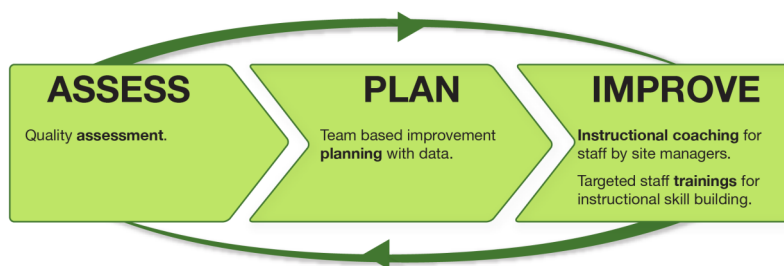 ASSESS
Quality assessment.
PLAN
Team based improvement
planning with data.
IMPROVE
Instructional coaching for
staff by site managers.
Targeted staff trainings for
instructional skill building.